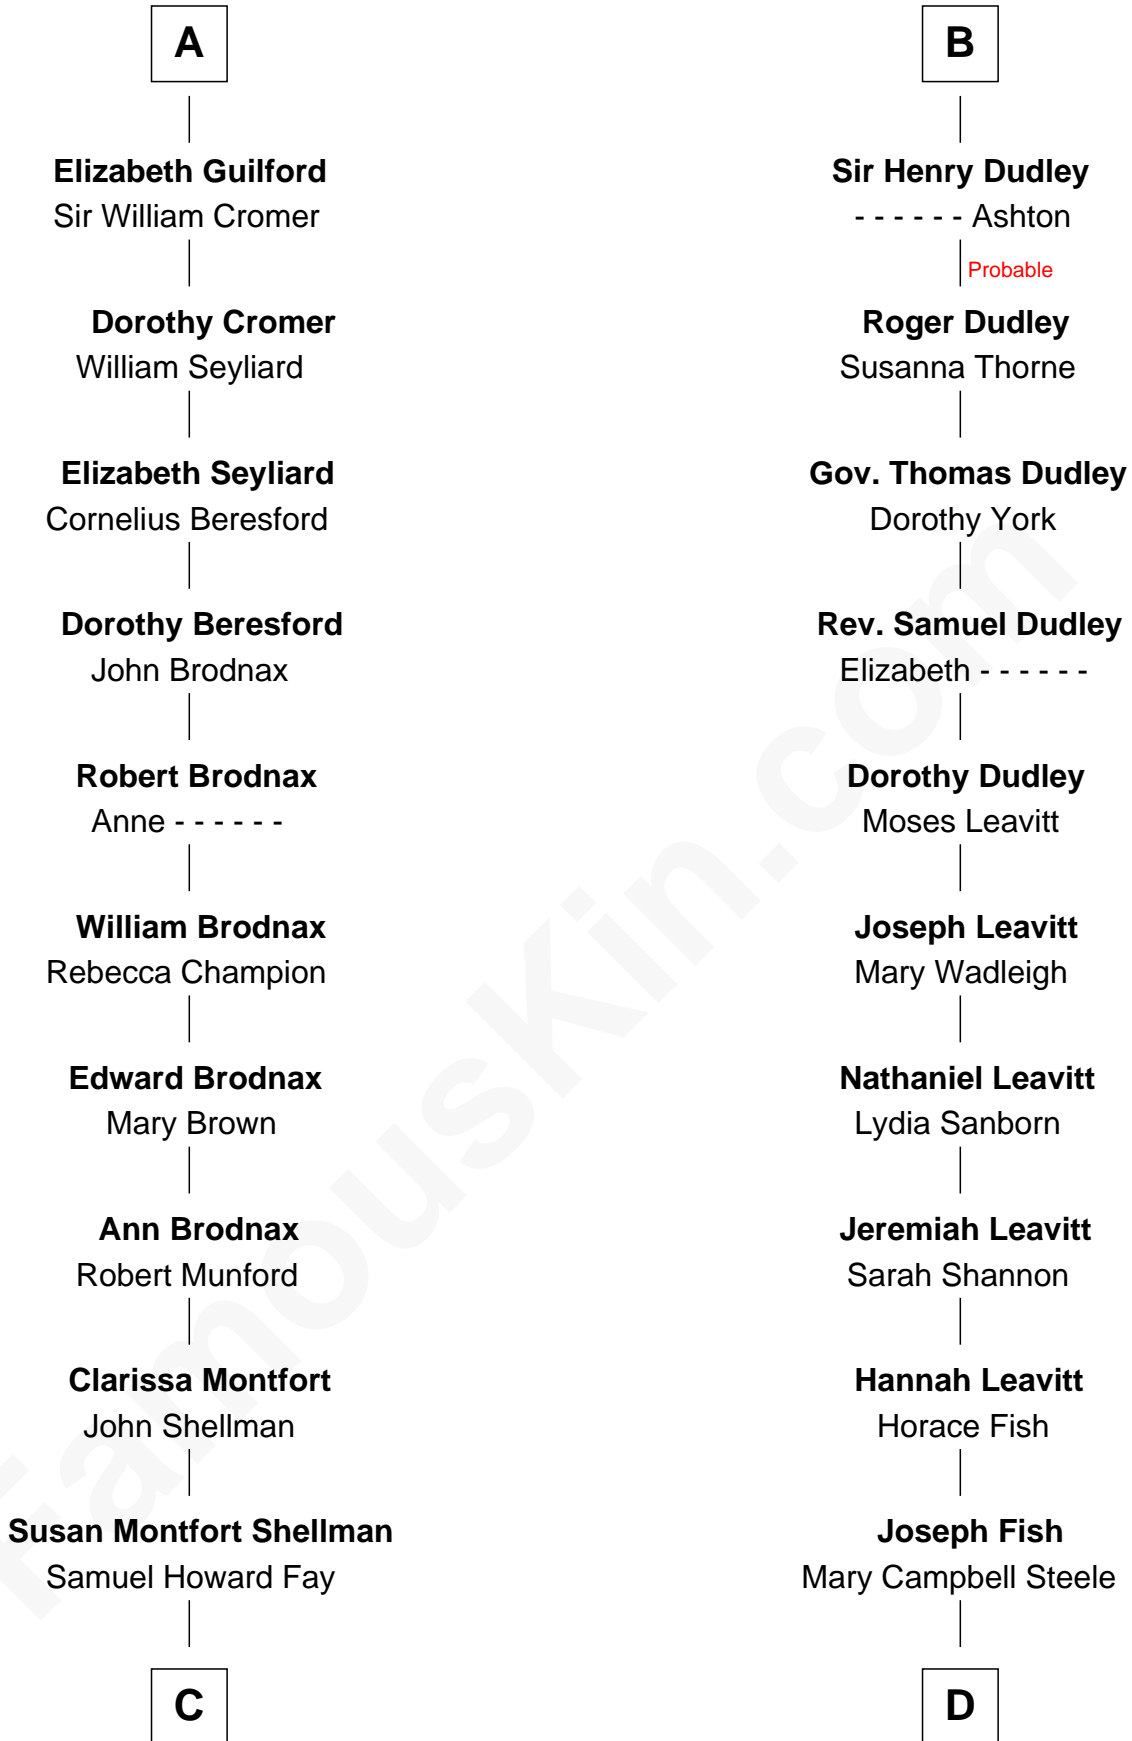 A
Elizabeth Guilford
Sir William Cromer
Dorothy Cromer
William Seyliard
Elizabeth Seyliard
Cornelius Beresford
Dorothy Beresford
John Brodnax
Robert Brodnax
Anne - - - - - -
William Brodnax
Rebecca Champion
Edward Brodnax
Mary Brown
Ann Brodnax
Robert Munford
Clarissa Montfort
John Shellman
Susan Montfort Shellman
Samuel Howard Fay
C
B
Sir Henry Dudley
- - - - - - Ashton
Probable
Roger Dudley
Susanna Thorne
Gov. Thomas Dudley
Dorothy York
Rev. Samuel Dudley
Elizabeth - - - - - -
Dorothy Dudley
Moses Leavitt
Joseph Leavitt
Mary Wadleigh
Nathaniel Leavitt
Lydia Sanborn
Jeremiah Leavitt
Sarah Shannon
Hannah Leavitt
Horace Fish
Joseph Fish
Mary Campbell Steele
D
FamousKin.com